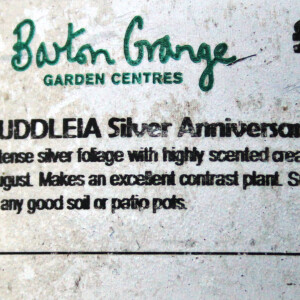 Barton Grange
GARDEN CENTRES
UDDLEIA Silver Anniversar
tense silver foliage with highly scented crea
ugust. Makes an excellent contrast plant. S
any good soil or patio pots.